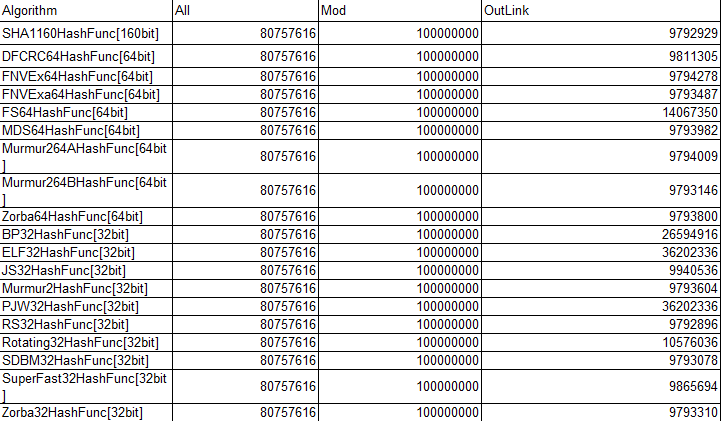 Algorithm All Mod OutLink
SHA1160HashFunc[160bit] 80757616 100000000 9792929
DFCRC64HashFunc[64bit] 80757616 100000000 9811305
FNVEx64HashFunc[64bit] 80757616 100000000 9794278
FNVExa64HashFunc[64bit] 80757616 100000000 9793487
FS64HashFunc[64bit] 80757616 100000000 14067350
MDS64HashFunc[64bit] 80757616 100000000 9793982
Murmur264AHashFunc[64bit
] 80757616 100000000 9794009
Murmur264BHashFunc[64bit
] 80757616 100000000 9793146
Zorba64HashFunc[64bit] 80757616 100000000 9793800
BP32HashFunc[32bit] 80757616 100000000 26594916
ELF32HashFunc[32bit] 80757616 100000000 36202336
JS32HashFunc[32bit] 80757616 100000000 9940536
Murmur2HashFunc[32bit] 80757616 100000000 9793604
PJW32HashFunc[32bit] 80757616 100000000 36202336
RS32HashFunc[32bit] 80757616 100000000 9792896
Rotating32HashFunc[32bit] 80757616 100000000 10576036
SDBM32HashFunc[32bit] 80757616 100000000 9793078
SuperFast32HashFunc[32bit
] 80757616 100000000 9865694
Zorba32HashFunc[32bit] 80757616 100000000 9793310